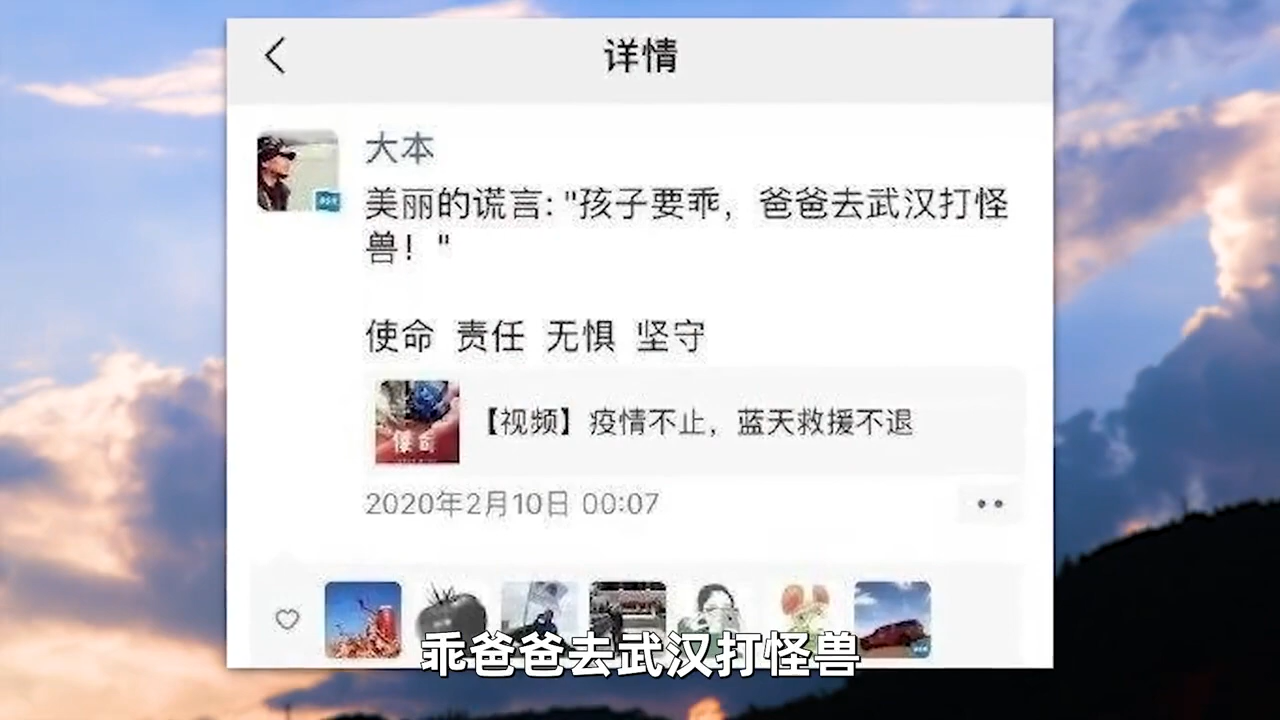 详情
大本
美丽的谎言："孩子要乖，爸爸去武汉打怪
兽！"
使命 责任 无惧 坚守
【视频】疫情不止，蓝天救援不退
2020年2月10日 00:07
乖爸爸去武汉打怪兽